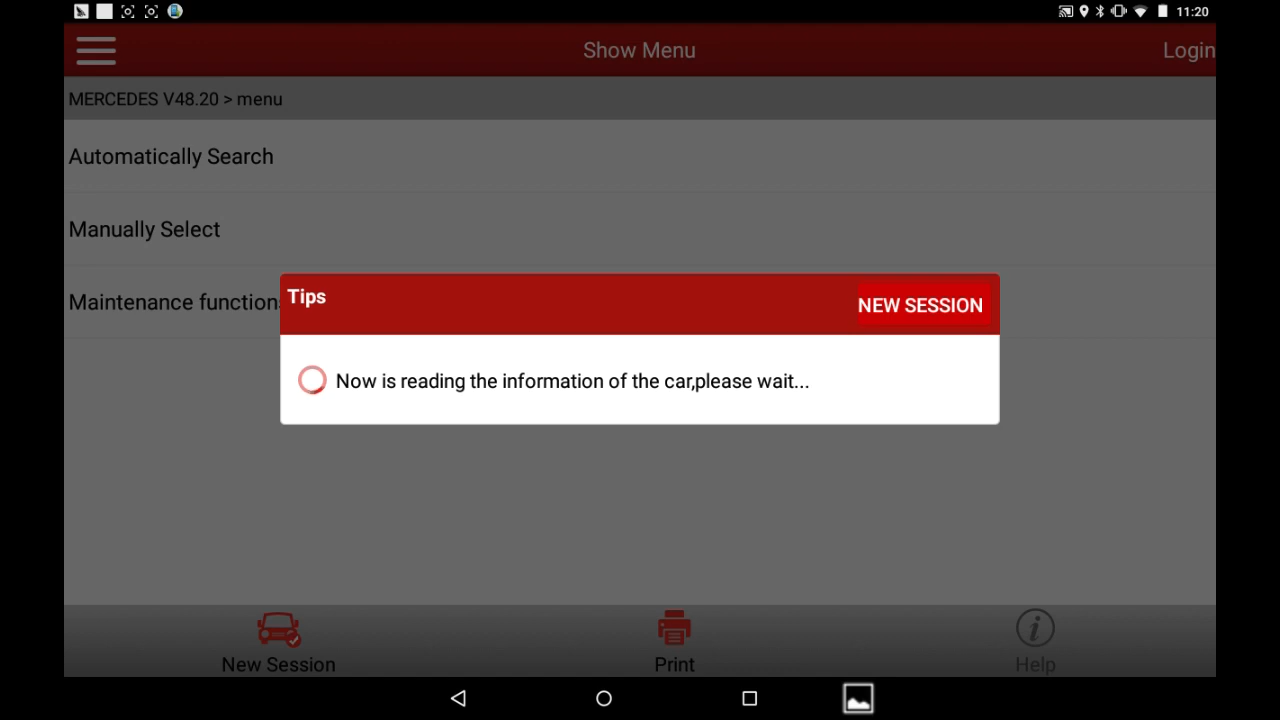 11:20
Show Menu
Login
MERCEDES V48.20 > menu
Automatically Search
Manually Select
Maintenance function
Tips
NEW SESSION
Now is reading the information of the car,please wait...
New Session
Print
Help